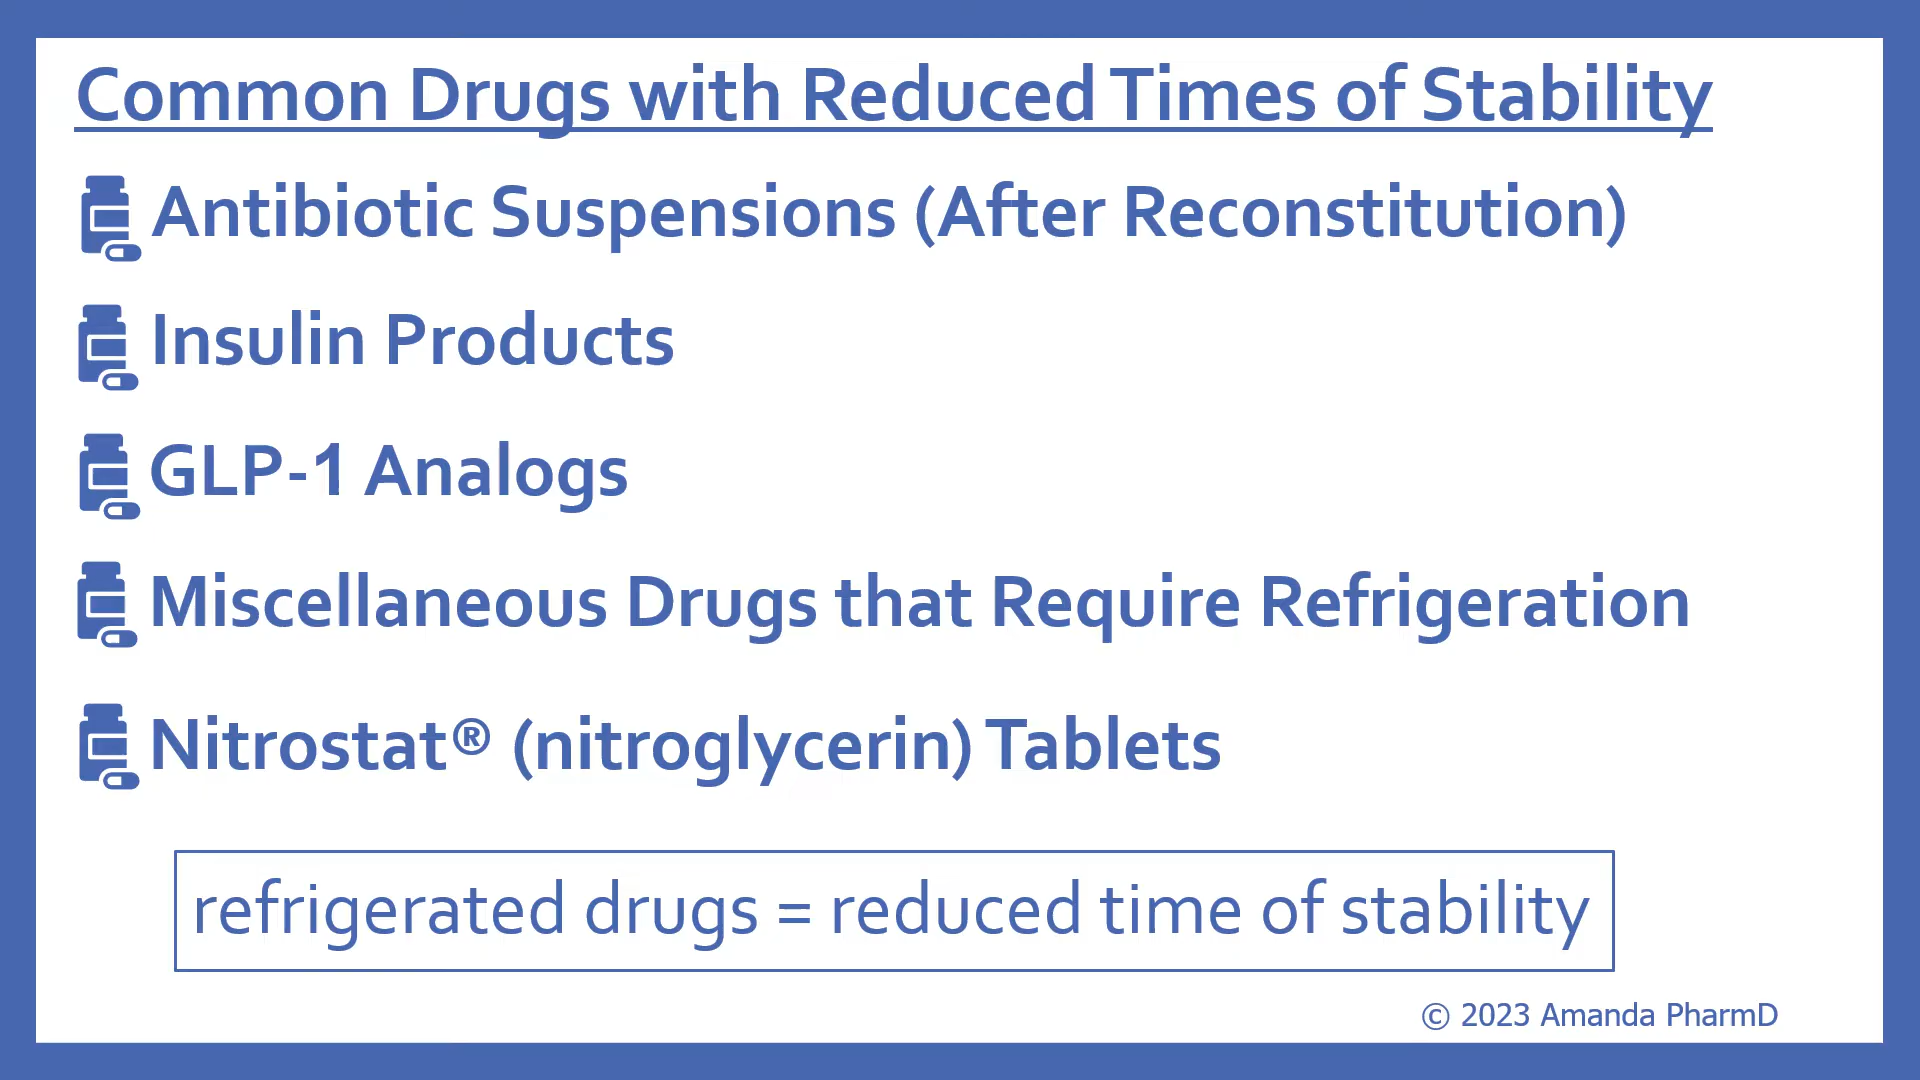 Common Drugs with Reduced Times of Stability
Antibiotic Suspensions (After Reconstitution)
Insulin Products
GLP-1 Analogs
Miscellaneous Drugs that Require Refrigeration
Nitrostat® (nitroglycerin) Tablets
refrigerated drugs = reduced time of stability
© 2023 Amanda PharmD